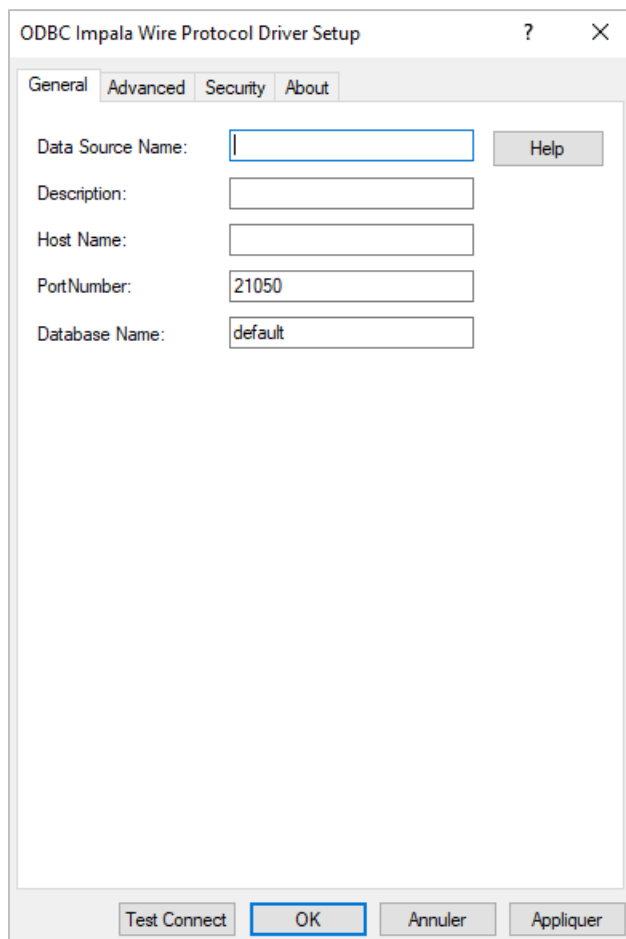 ODBC Impala Wire Protocol Driver Setup ? ✕
General Advanced Security About
Data Source Name: Help
Description:
Host Name:
PortNumber: 21050
Database Name: default
Test Connect OK Annuler Appliquer